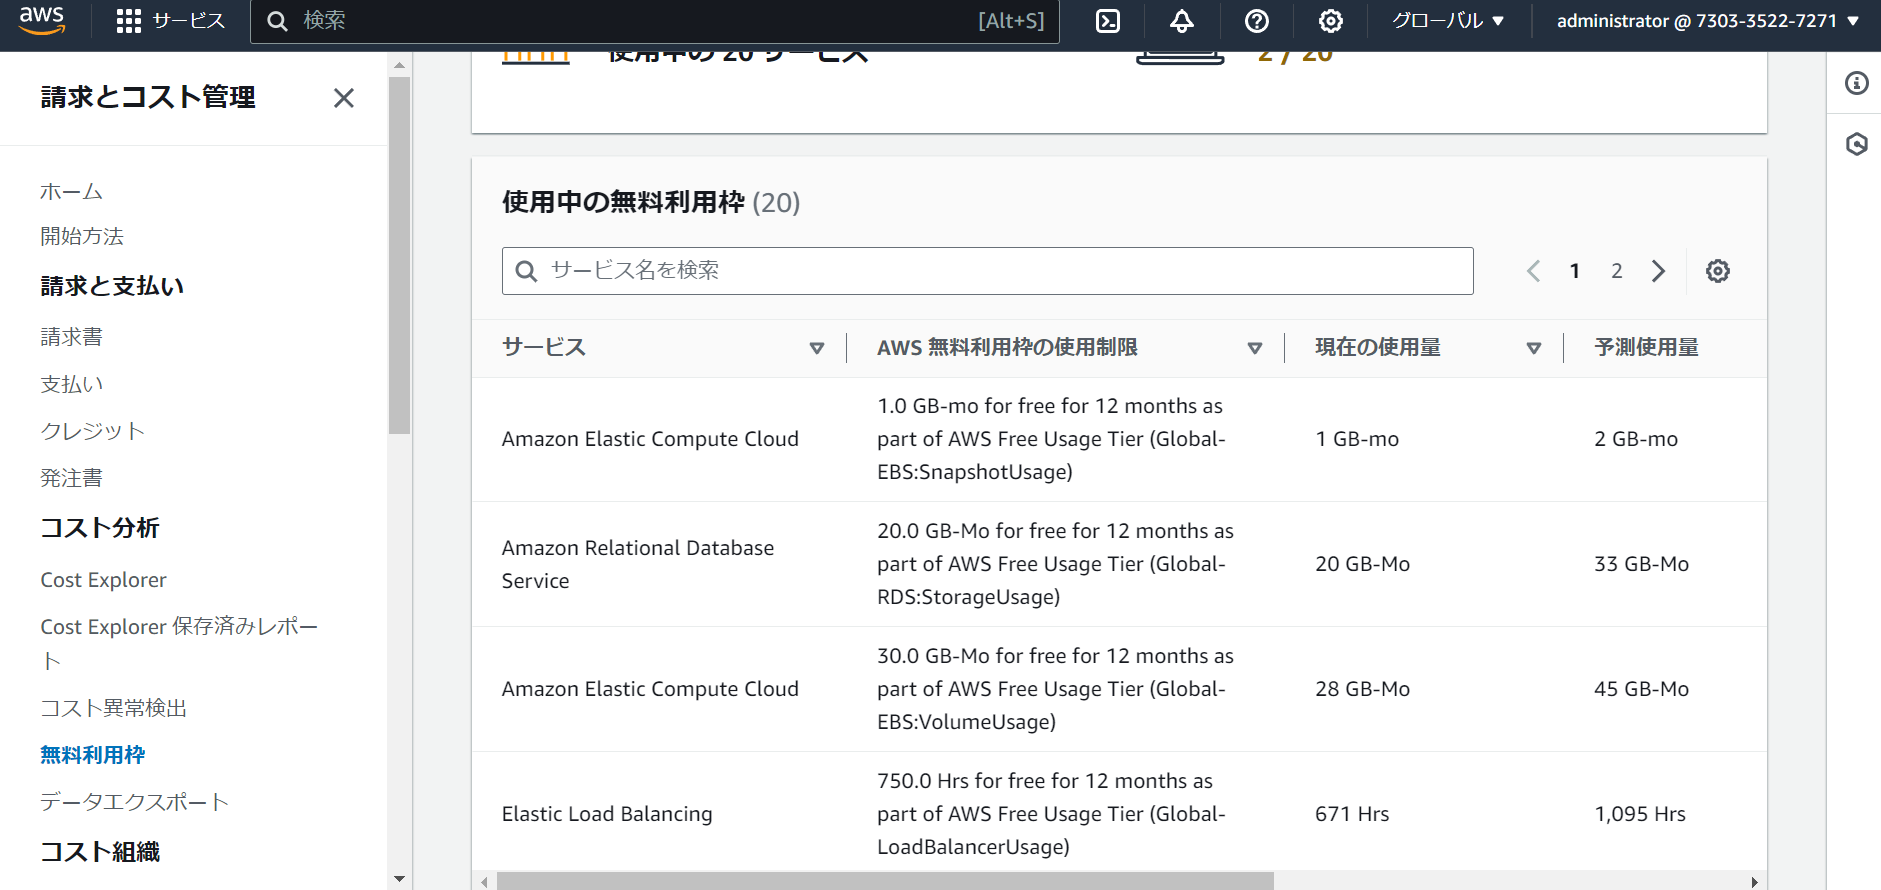 aws
サービス
検索
[Alt+S]
グローバル
administrator @ 7303-3522-7271
請求とコスト管理
ホーム
開始方法
請求と支払い
請求書
支払い
クレジット
発注書
コスト分析
Cost Explorer
Cost Explorer 保存済みレポー
ト
コスト異常検出
無料利用枠
データエクスポート
コスト組織
使用中の 20 サービス
2 / 20
使用中の無料利用枠 (20)
サービス名を検索
1
2
サービス
AWS 無料利用枠の使用制限
現在の使用量
予測使用量
Amazon Elastic Compute Cloud
1.0 GB-mo for free for 12 months as
part of AWS Free Usage Tier (Global-
EBS:SnapshotUsage)
1 GB-mo
2 GB-mo
Amazon Relational Database
Service
20.0 GB-Mo for free for 12 months as
part of AWS Free Usage Tier (Global-
RDS:StorageUsage)
20 GB-Mo
33 GB-Mo
Amazon Elastic Compute Cloud
30.0 GB-Mo for free for 12 months as
part of AWS Free Usage Tier (Global-
EBS:VolumeUsage)
28 GB-Mo
45 GB-Mo
Elastic Load Balancing
750.0 Hrs for free for 12 months as
part of AWS Free Usage Tier (Global-
LoadBalancerUsage)
671 Hrs
1,095 Hrs